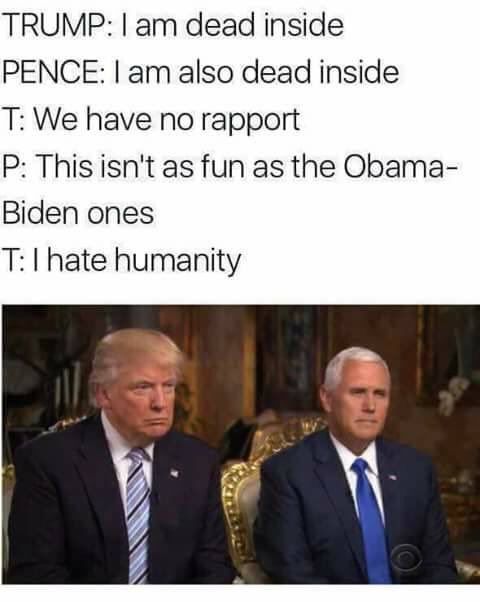 TRUMP: I am dead inside
PENCE: I am also dead inside
T: We have no rapport
P: This isn't as fun as the Obama-
Biden ones
T: I hate humanity